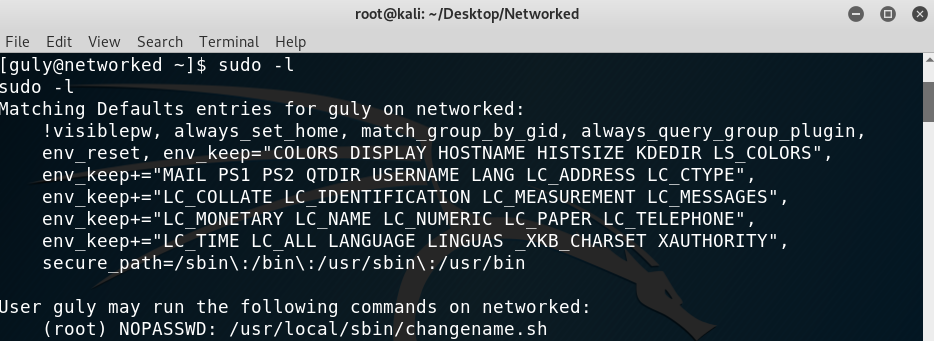 root@kali: ~/Desktop/Networked
File Edit View Search Terminal Help
[guly@networked ~]$ sudo -l
sudo -l
Matching Defaults entries for guly on networked:
    !visiblepw, always_set_home, match_group_by_gid, always_query_group_plugin,
    env_reset, env_keep="COLORS DISPLAY HOSTNAME HISTSIZE KDEDIR LS_COLORS",
    env_keep+="MAIL PS1 PS2 QTDIR USERNAME LANG LC_ADDRESS LC_CTYPE",
    env_keep+="LC_COLLATE LC_IDENTIFICATION LC_MEASUREMENT LC_MESSAGES",
    env_keep+="LC_MONETARY LC_NAME LC_NUMERIC LC_PAPER LC_TELEPHONE",
    env_keep+="LC_TIME LC_ALL LANGUAGE LINGUAS _XKB_CHARSET XAUTHORITY",
    secure_path=/sbin\:/bin\:/usr/sbin\:/usr/bin
User guly may run the following commands on networked:
    (root) NOPASSWD: /usr/local/sbin/changename.sh